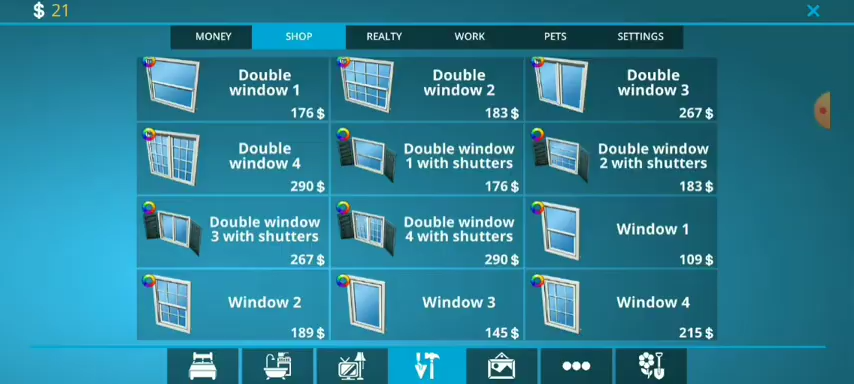 $ 21
MONEY SHOP REALTY WORK PETS SETTINGS
Double
window 1
176 $
Double
window 2
183 $
Double
window 3
267 $
Double
window 4
290 $
Double window
1 with shutters
176 $
Double window
2 with shutters
183 $
Double window
3 with shutters
267 $
Double window
4 with shutters
290 $
Window 1
109 $
Window 2
189 $
Window 3
145 $
Window 4
215 $